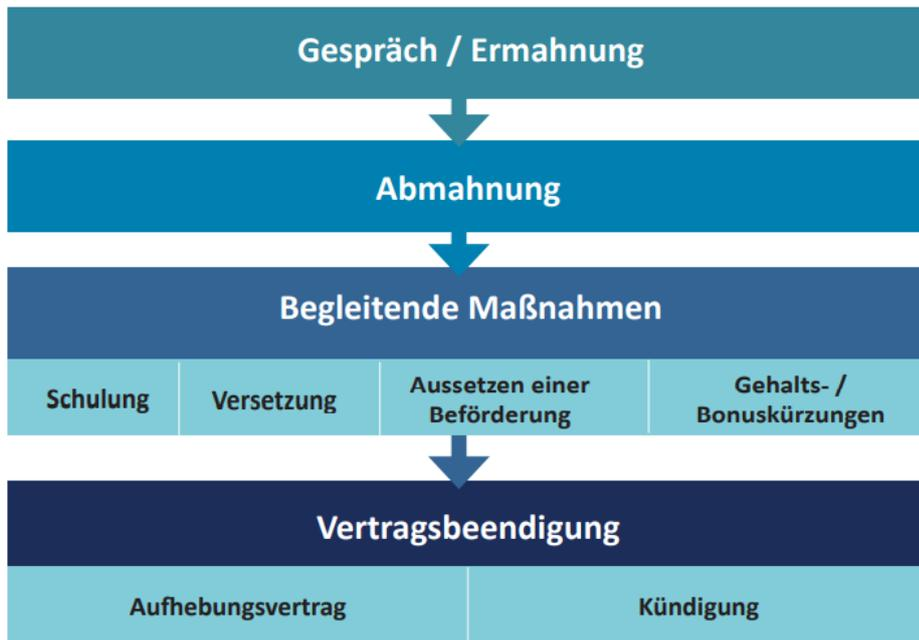 Gespräch / Ermahnung
Abmahnung
Begleitende Maßnahmen
Schulung
Versetzung
Aussetzen einer
Beförderung
Gehalts- /
Bonuskürzungen
Vertragsbeendigung
Aufhebungsvertrag
Kündigung